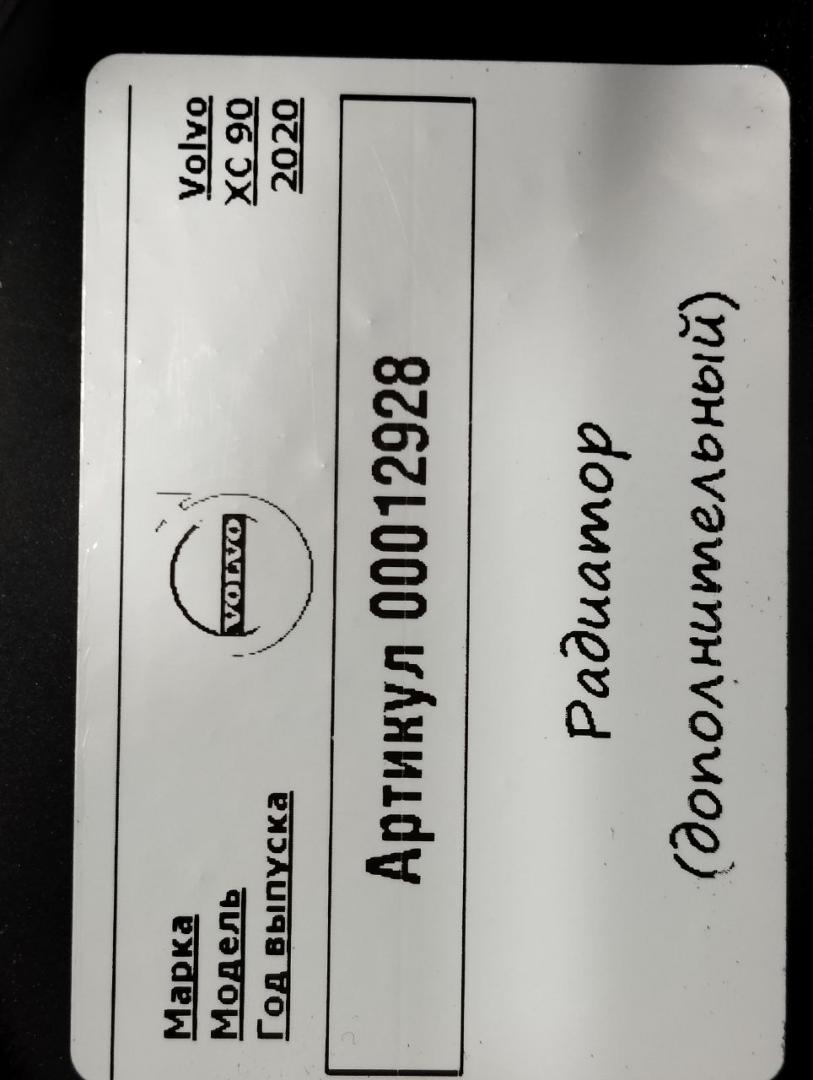 Марка Volvo
Модель XC 90
Год выпуска 2020
VOLVO
Артикул 00012928
Радиатор
(дополнительный)